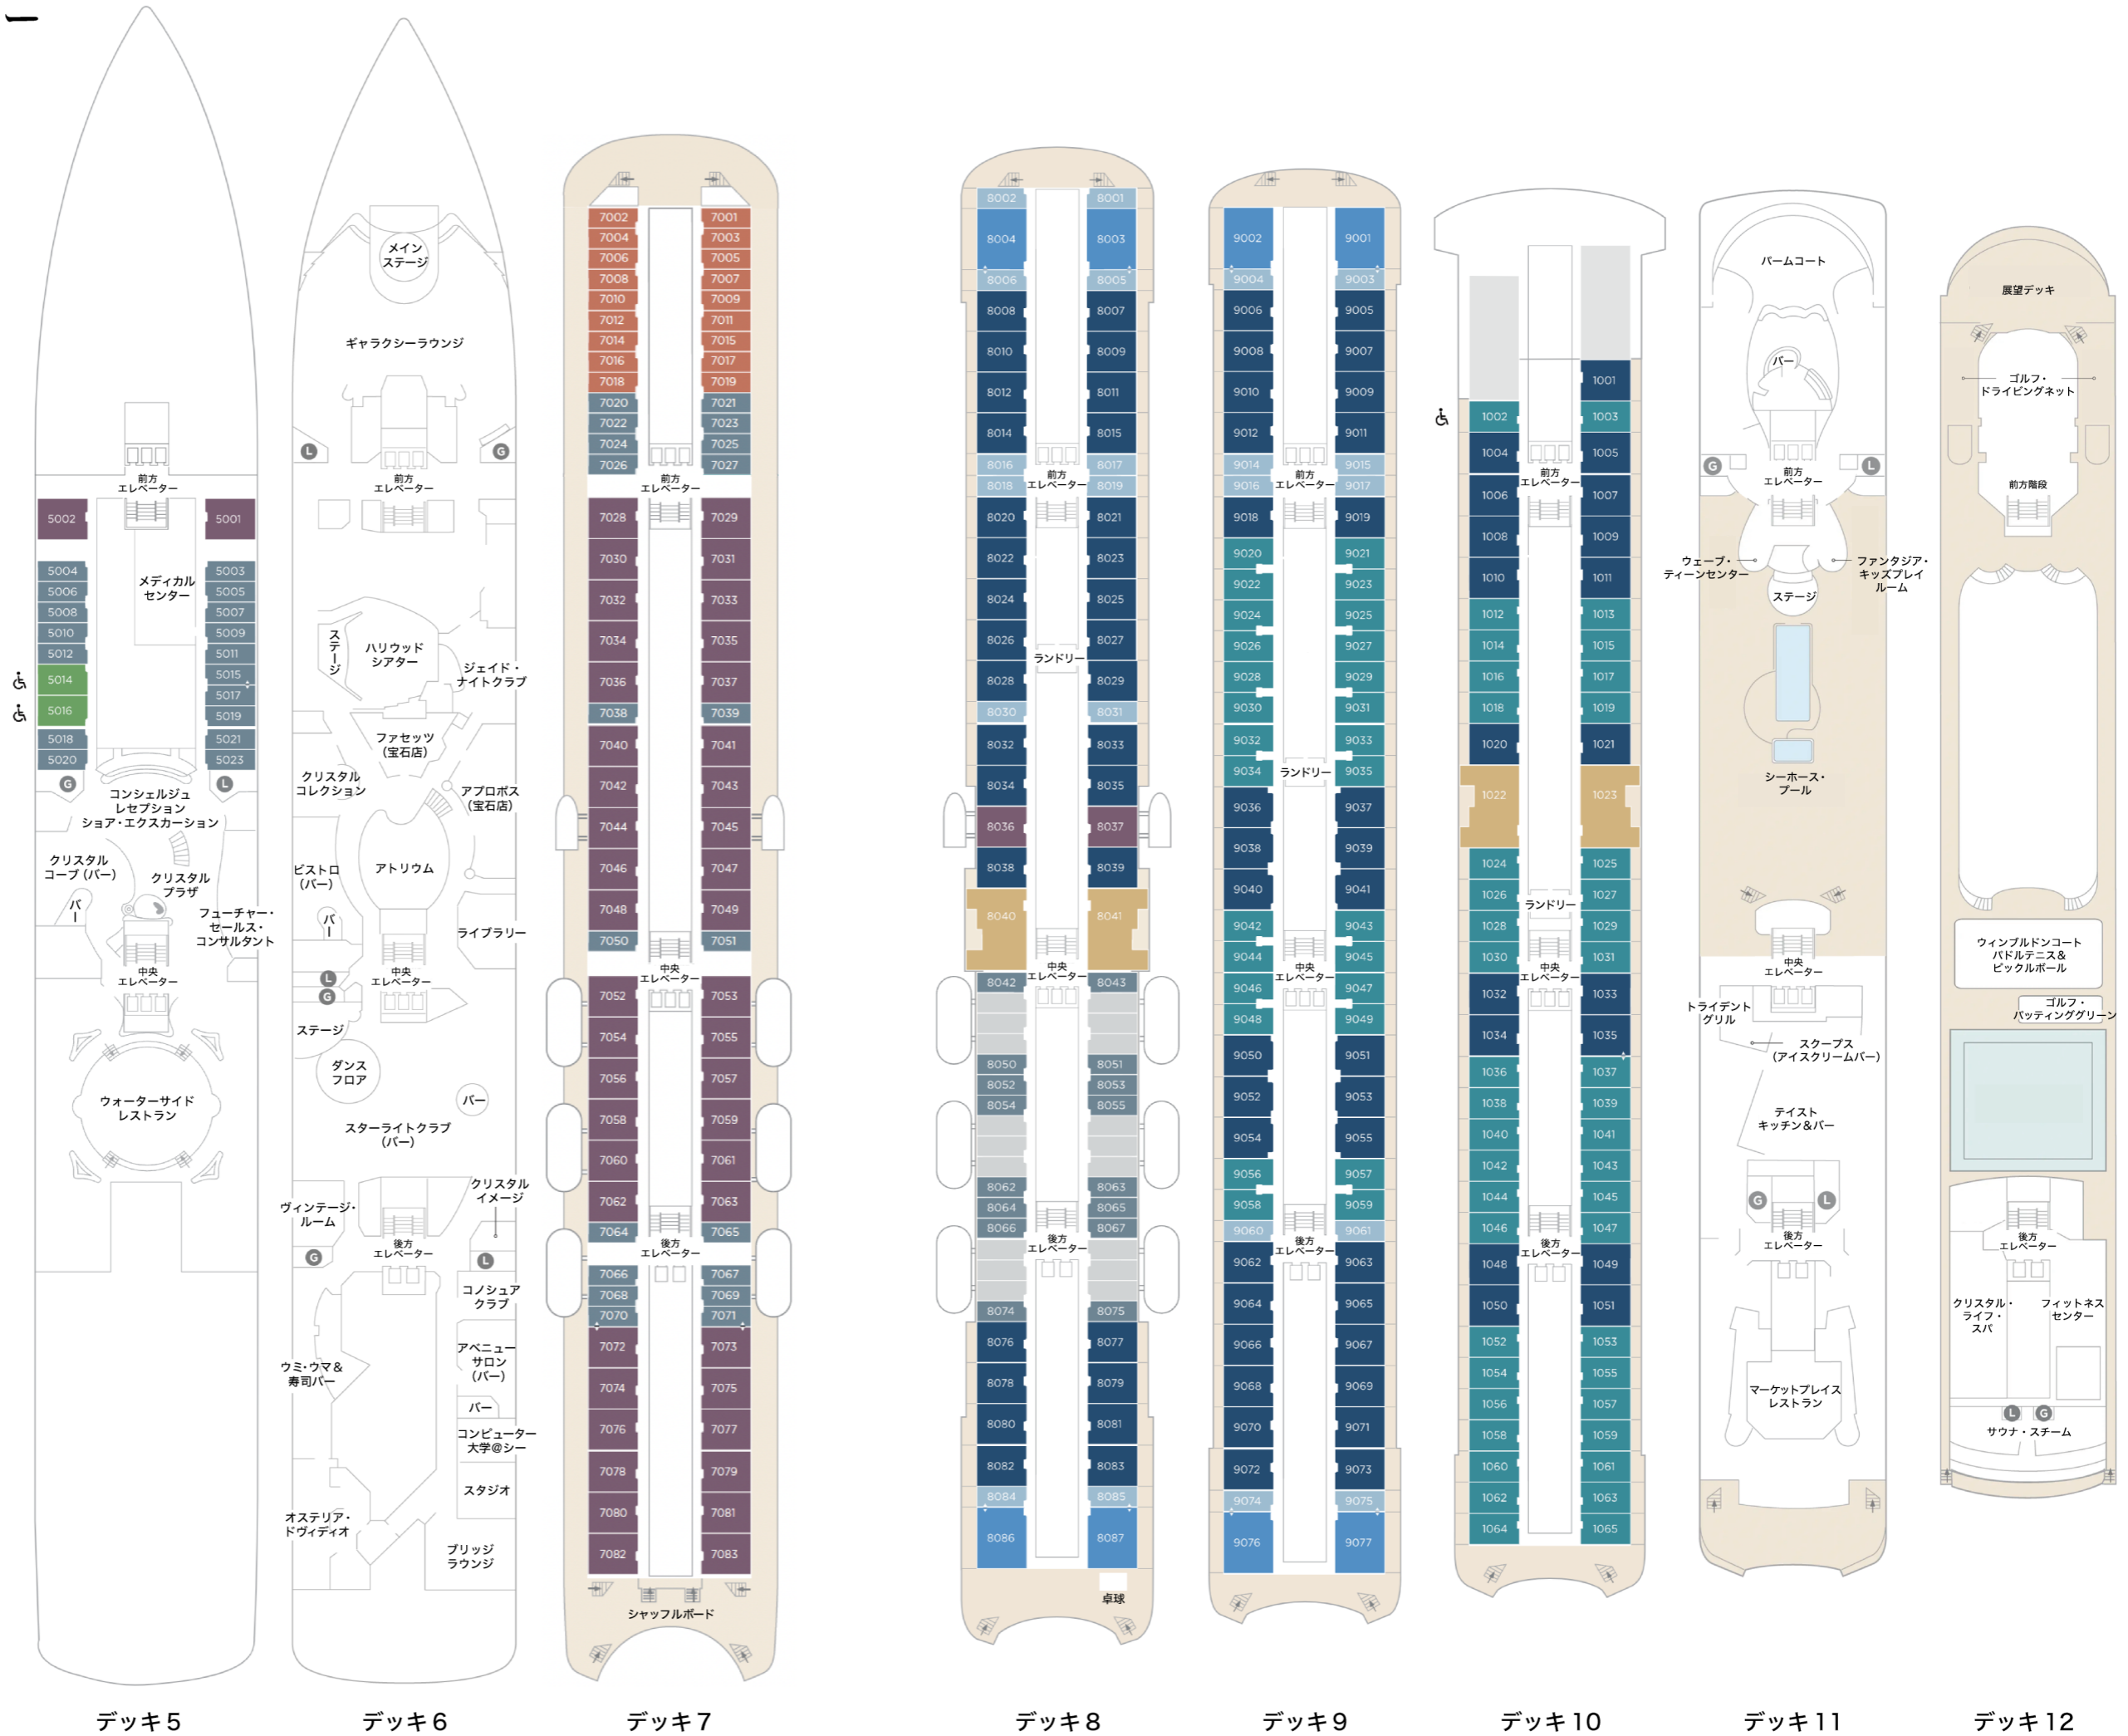 ー
メイン
ステージ
ギャラクシーラウンジ
L
G
前方
エレベーター
前方
エレベーター
5002
5001
5004
5003
5006
5005
5008
5007
5010
5009
5012
5011
5014
5015
5017
5016
5019
5018
5021
5020
5023
メディカル
センター
G
L
コンシェルジュ
レセプション
ショア・エクスカーション
クリスタル
コーブ (バー)
バー
クリスタル
プラザ
フューチャー・
セールス・
コンサルタント
中央
エレベーター
ウォーターサイド
レストラン
デッキ 5
ステージ
ハリウッド
シアター
ジェイド・
ナイトクラブ
ファセッツ
(宝石店)
クリスタル
コレクション
アプロポス
(宝石店)
ビストロ
(バー)
アトリウム
バー
ライブラリー
L
G
中央
エレベーター
ステージ
ダンス
フロア
バー
スターライトクラブ
(バー)
クリスタル
イメージ
ヴィンテージ・
ルーム
G
後方
エレベーター
L
コノシュア
クラブ
アベニュー
サロン
(バー)
ウミ・ウマ&
寿司バー
バー
コンピューター
大学@シー
スタジオ
オステリア・
ドヴィディオ
ブリッジ
ラウンジ
デッキ 6
7002
7001
7004
7003
7006
7005
7008
7007
7010
7009
7012
7011
7014
7015
7016
7017
7018
7019
7020
7021
7022
7023
7024
7025
7026
7027
前方
エレベーター
7028
7029
7030
7031
7032
7033
7034
7035
7036
7037
7038
7039
7040
7041
7042
7043
7044
7045
7046
7047
7048
7049
7050
7051
中央
エレベーター
7052
7053
7054
7055
7056
7057
7058
7059
7060
7061
7062
7063
7064
7065
後方
エレベーター
7066
7067
7068
7069
7070
7071
7072
7073
7074
7075
7076
7077
7078
7079
7080
7081
7082
7083
シャッフルボード
デッキ 7
8002
8001
8004
8003
8006
8005
8008
8007
8010
8009
8012
8011
8014
8015
8016
8017
8018
8019
前方
エレベーター
8020
8021
8022
8023
8024
8025
8026
8027
ランドリー
8028
8029
8030
8031
8032
8033
8034
8035
8036
8037
8038
8039
8040
8041
中央
エレベーター
8042
8043
8050
8051
8052
8053
8054
8055
8062
8063
8064
8065
8066
8067
後方
エレベーター
8074
8075
8076
8077
8078
8079
8080
8081
8082
8083
8084
8085
8086
8087
卓球
デッキ 8
9002
9001
9004
9003
9006
9005
9008
9007
9010
9009
9012
9011
9014
9015
9016
9017
前方
エレベーター
9018
9019
9020
9021
9022
9023
9024
9025
9026
9027
9028
9029
9030
9031
9032
9033
9034
9035
ランドリー
9036
9037
9038
9039
9040
9041
9042
9043
9044
9045
中央
エレベーター
9046
9047
9048
9049
9050
9051
9052
9053
9054
9055
9056
9057
9058
9059
9060
9061
後方
エレベーター
9062
9063
9064
9065
9066
9067
9068
9069
9070
9071
9072
9073
9074
9075
9076
9077
デッキ 9
1001
1002
1003
1004
1005
前方
エレベーター
1006
1007
1008
1009
1010
1011
1012
1013
1014
1015
1016
1017
1018
1019
1020
1021
1022
1023
1024
1025
1026
1027
ランドリー
1028
1029
1030
1031
中央
エレベーター
1032
1033
1034
1035
1036
1037
1038
1039
1040
1041
1042
1043
1044
1045
1046
1047
後方
エレベーター
1048
1049
1050
1051
1052
1053
1054
1055
1056
1057
1058
1059
1060
1061
1062
1063
1064
1065
デッキ 10
パームコート
バー
G
L
前方
エレベーター
ウェーブ・
ティーンセンター
ファンタジア・
キッズプレイ
ルーム
ステージ
シーホース・
プール
中央
エレベーター
トライデント
グリル
スクープス
(アイスクリームバー)
テイスト
キッチン&バー
G
L
後方
エレベーター
マーケットプレイス
レストラン
デッキ 11
展望デッキ
ゴルフ・
ドライビングネット
前方階段
ウィンブルドンコート
パドルテニス&
ピックルボール
ゴルフ・
パッティンググリーン
後方
エレベーター
クリスタル・
ライフ・
スパ
フィットネス
センター
L
G
サウナ・スチーム
デッキ 12